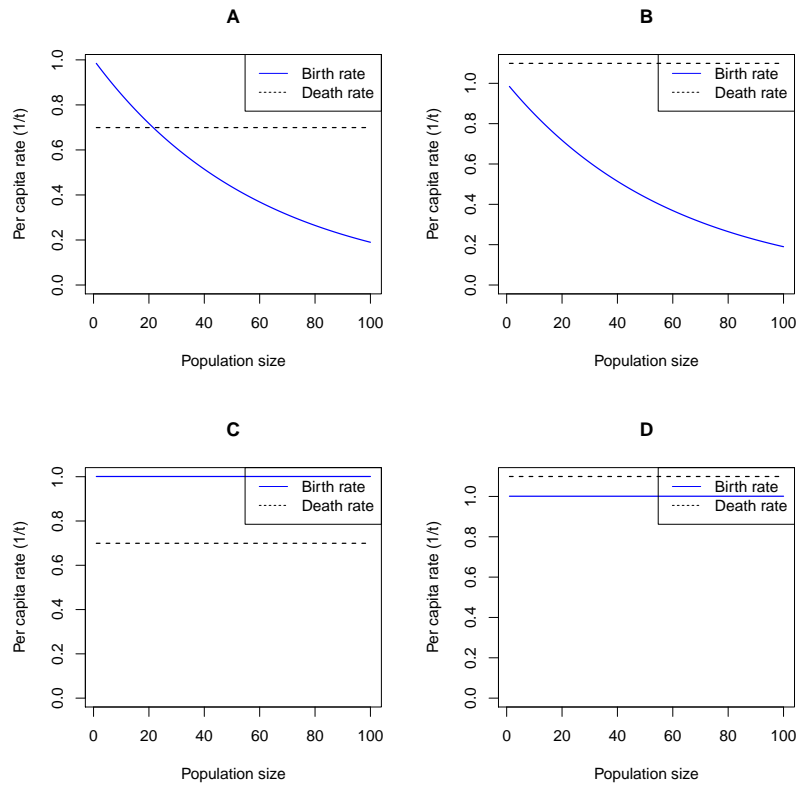 A
Per capita rate (1/t)
1.0
0.8
0.6
0.4
0.2
0.0
Birth rate
Death rate
0 20 40 60 80 100
Population size
B
Per capita rate (1/t)
1.0
0.8
0.6
0.4
0.2
0.0
Birth rate
Death rate
0 20 40 60 80 100
Population size
C
Per capita rate (1/t)
1.0
0.8
0.6
0.4
0.2
0.0
Birth rate
Death rate
0 20 40 60 80 100
Population size
D
Per capita rate (1/t)
1.0
0.8
0.6
0.4
0.2
0.0
Birth rate
Death rate
0 20 40 60 80 100
Population size